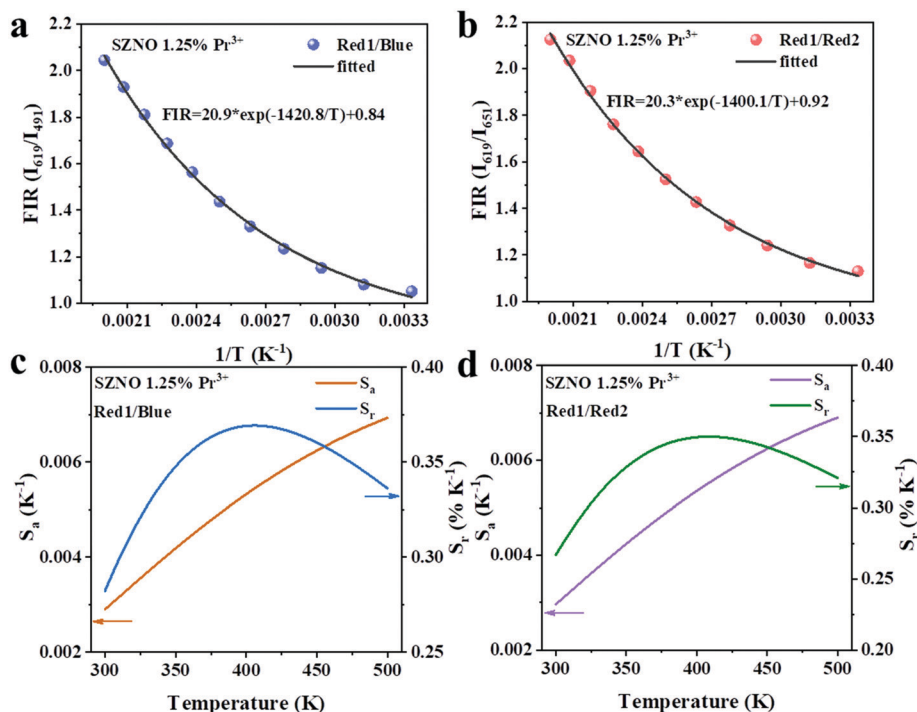 a
SZNO 1.25% Pr³⁺
Red1/Blue
fitted
FIR=20.9*exp(-1420.8/T)+0.84
FIR (I₆₁₉/I₄₉₁)
2.2
2.0
1.8
1.6
1.4
1.2
1.0
0.0021 0.0024 0.0027 0.0030 0.0033
1/T (K⁻¹)
b
SZNO 1.25% Pr³⁺
Red1/Red2
fitted
FIR=20.3*exp(-1400.1/T)+0.92
FIR (I₆₁₉/I₆₅₁)
2.2
2.0
1.8
1.6
1.4
1.2
1.0
0.0021 0.0024 0.0027 0.0030 0.0033
1/T (K⁻¹)
c
SZNO 1.25% Pr³⁺
Red1/Blue
Sₐ
Sᵣ
Sₐ (K⁻¹)
0.008
0.006
0.004
0.002
Sᵣ (% K⁻¹)
0.40
0.35
0.30
0.25
300 350 400 450 500
Temperature (K)
d
SZNO 1.25% Pr³⁺
Red1/Red2
Sₐ
Sᵣ
Sₐ (K⁻¹)
0.008
0.006
0.004
0.002
Sᵣ (% K⁻¹)
0.40
0.35
0.30
0.25
0.20
300 350 400 450 500
Temperature (K)